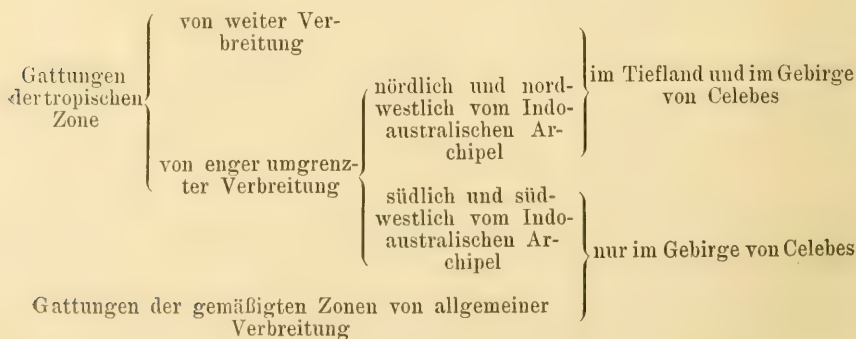 von weiter Ver-
breitung
Gattungen
der tropischen
Zone
von enger umgrenz-
ter Verbreitung
nördlich und nord-
westlich vom Indo-
australischen Ar-
chipel
südlich und süd-
westlich vom Indo-
australischen Ar-
chipel
im Tiefland und im Gebirge
von Celebes
nur im Gebirge von Celebes
Gattungen der gemäßigten Zonen von allgemeiner
Verbreitung